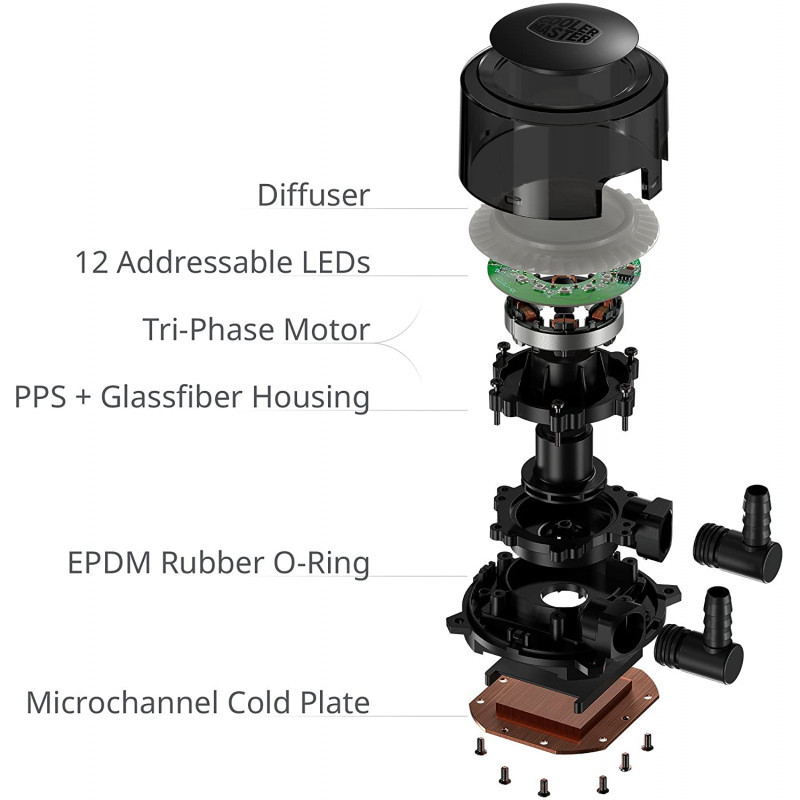 COOLER
MASTER
Diffuser
12 Addressable LEDs
Tri-Phase Motor
PPS + Glassfiber Housing
EPDM Rubber O-Ring
Microchannel Cold Plate